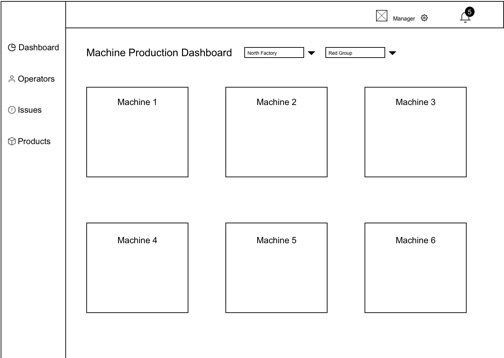 Manager
5
Dashboard
Operators
Issues
Products
Machine Production Dashboard
North Factory
Red Group
Machine 1
Machine 2
Machine 3
Machine 4
Machine 5
Machine 6